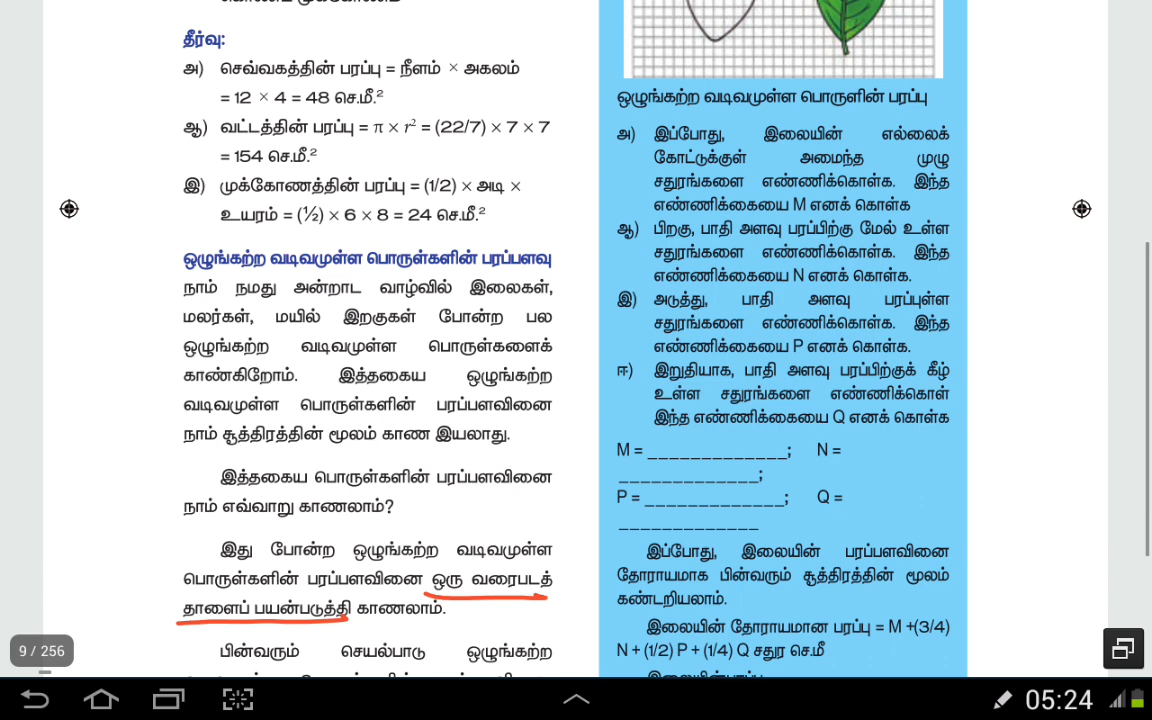 தீர்வு:
அ) செவ்வகத்தின் பரப்பு = நீளம் × அகலம்
= 12 × 4 = 48 செ.மீ.²
ஆ) வட்டத்தின் பரப்பு = π × r² = (22/7) × 7 × 7
= 154 செ.மீ.²
இ) முக்கோணத்தின் பரப்பு = (1/2) × அடி ×
உயரம் = (½) × 6 × 8 = 24 செ.மீ.²
ஒழுங்கற்ற வடிவமுள்ள பொருள்களின் பரப்பளவு
நாம் நமது அன்றாட வாழ்வில் இலைகள்,
மலர்கள், மயில் இறகுகள் போன்ற பல
ஒழுங்கற்ற வடிவமுள்ள பொருள்களைக்
காண்கிறோம். இத்தகைய ஒழுங்கற்ற
வடிவமுள்ள பொருள்களின் பரப்பளவினை
நாம் சூத்திரத்தின் மூலம் காண இயலாது.
இத்தகைய பொருள்களின் பரப்பளவினை
நாம் எவ்வாறு காணலாம்?
இது போன்ற ஒழுங்கற்ற வடிவமுள்ள
பொருள்களின் பரப்பளவினை ஒரு வரைபடத்
தாளைப் பயன்படுத்தி காணலாம்.
பின்வரும் செயல்பாடு ஒழுங்கற்ற
ஒழுங்கற்ற வடிவமுள்ள பொருளின் பரப்பு
அ) இப்போது, இலையின் எல்லைக்
கோட்டுக்குள் அமைந்த முழு
சதுரங்களை எண்ணிக்கொள்க. இந்த
எண்ணிக்கையை M எனக் கொள்க
ஆ) பிறகு, பாதி அளவு பரப்பிற்கு மேல் உள்ள
சதுரங்களை எண்ணிக்கொள்க. இந்த
எண்ணிக்கையை N எனக் கொள்க.
இ) அடுத்து, பாதி அளவு பரப்புள்ள
சதுரங்களை எண்ணிக்கொள்க. இந்த
எண்ணிக்கையை P எனக் கொள்க.
ஈ) இறுதியாக, பாதி அளவு பரப்பிற்குக் கீழ்
உள்ள சதுரங்களை எண்ணிக்கொள்
இந்த எண்ணிக்கையை Q எனக் கொள்க
M = _____________; N =
_____________;
P = _____________; Q =
_____________
இப்போது, இலையின் பரப்பளவினை
தோராயமாக பின்வரும் சூத்திரத்தின் மூலம்
கண்டறியலாம்.
இலையின் தோராயமான பரப்பு = M +(3/4)
N + (1/2) P + (1/4) Q சதுர செ.மீ
9 / 256
05:24